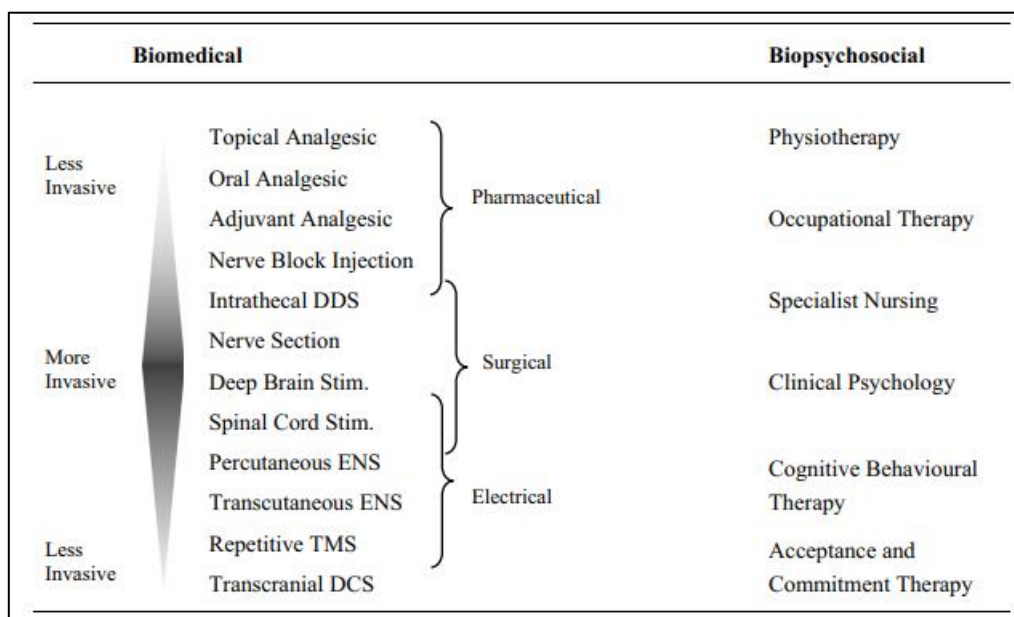 Biomedical Biopsychosocial
Topical Analgesic Physiotherapy
Less
Invasive
Oral Analgesic
Pharmaceutical
Adjuvant Analgesic Occupational Therapy
Nerve Block Injection
Intrathecal DDS Specialist Nursing
Nerve Section
More
Invasive
Surgical
Deep Brain Stim. Clinical Psychology
Spinal Cord Stim.
Percutaneous ENS Cognitive Behavioural
Electrical
Transcutaneous ENS Therapy
Repetitive TMS Acceptance and
Less
Invasive
Transcranial DCS Commitment Therapy